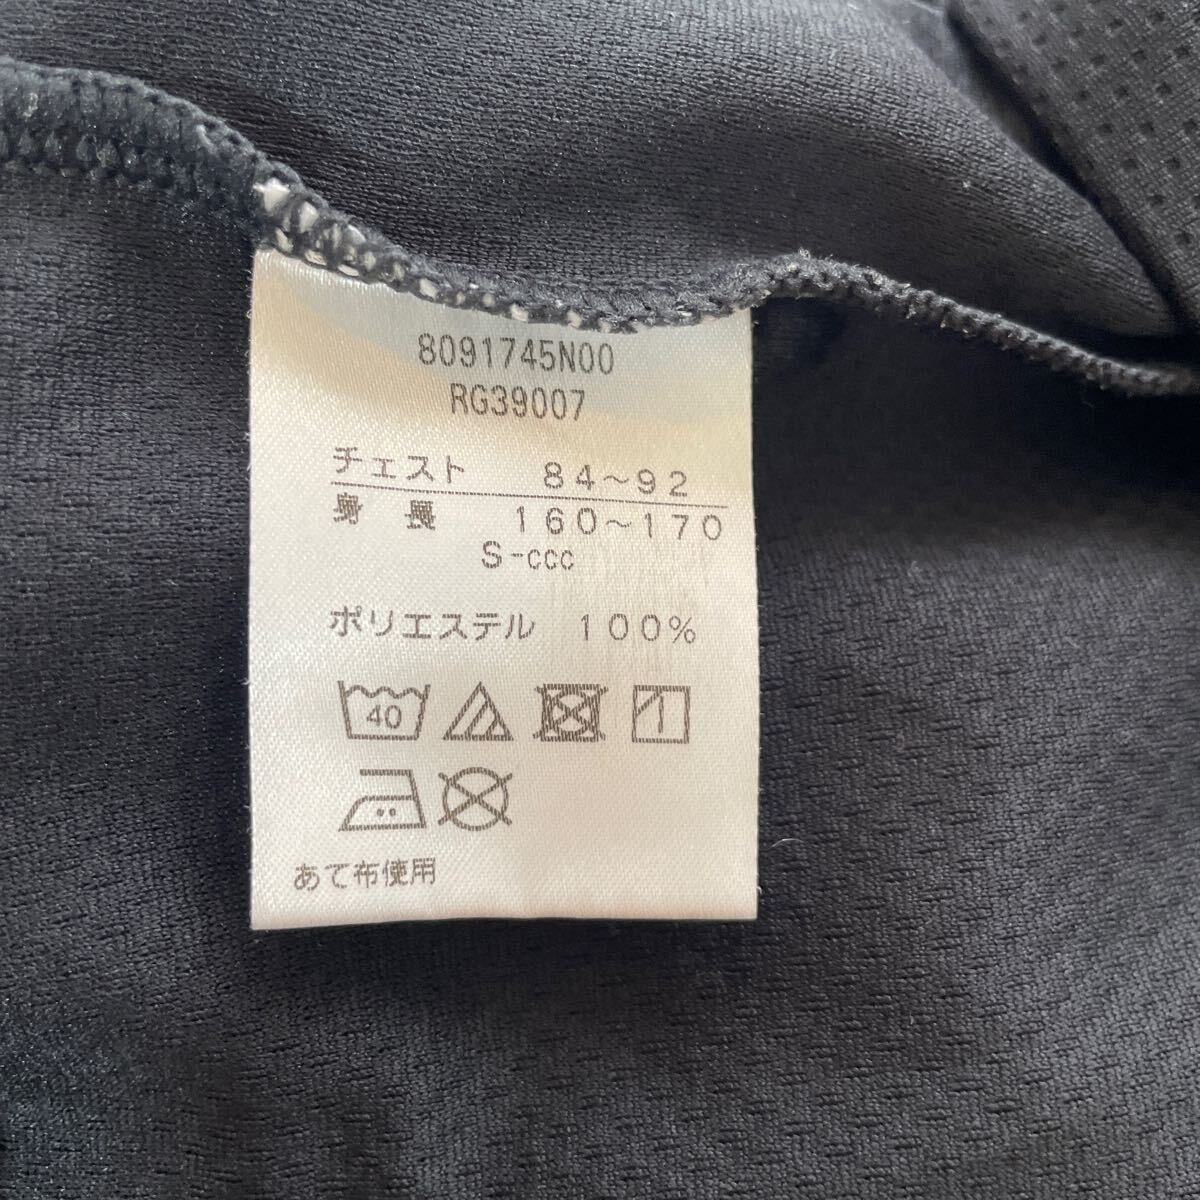 8091745N00
RG39007
チェスト 84～92
身長 160～170
S-ccc
ポリエステル 100%
40
あて布使用